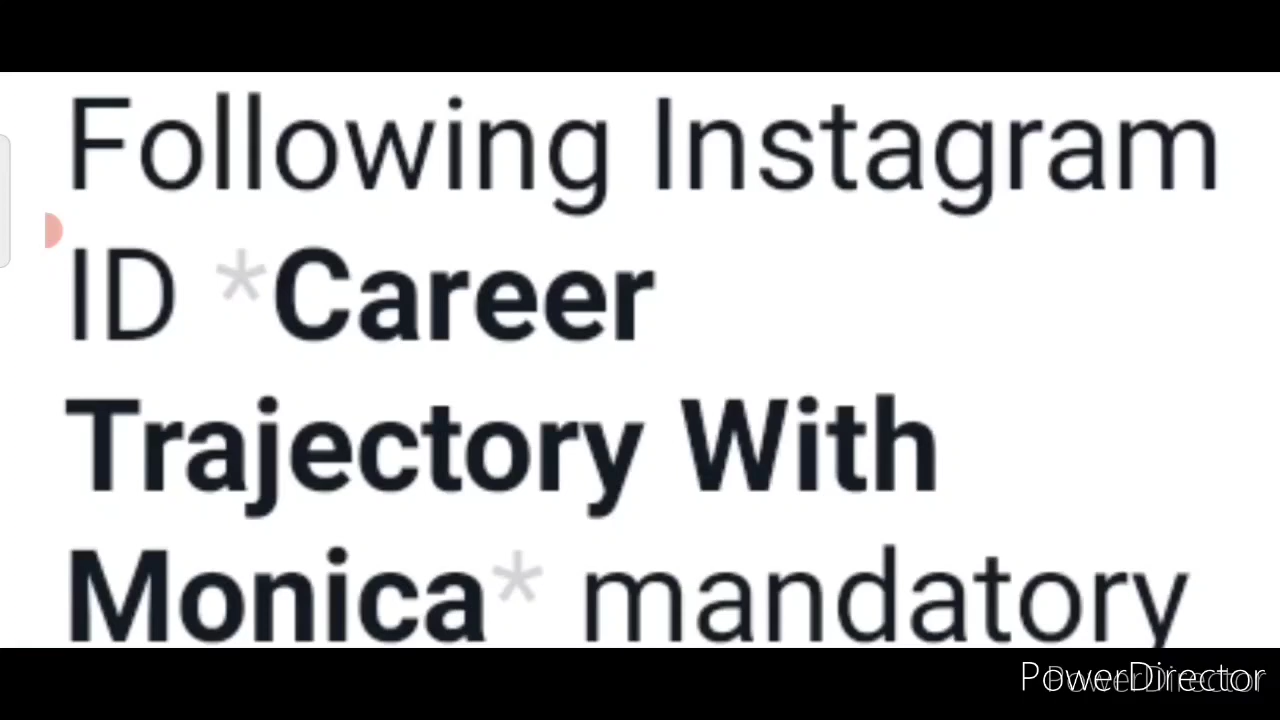 Following Instagram
ID *Career
Trajectory With
Monica* mandatory
PowerDirector